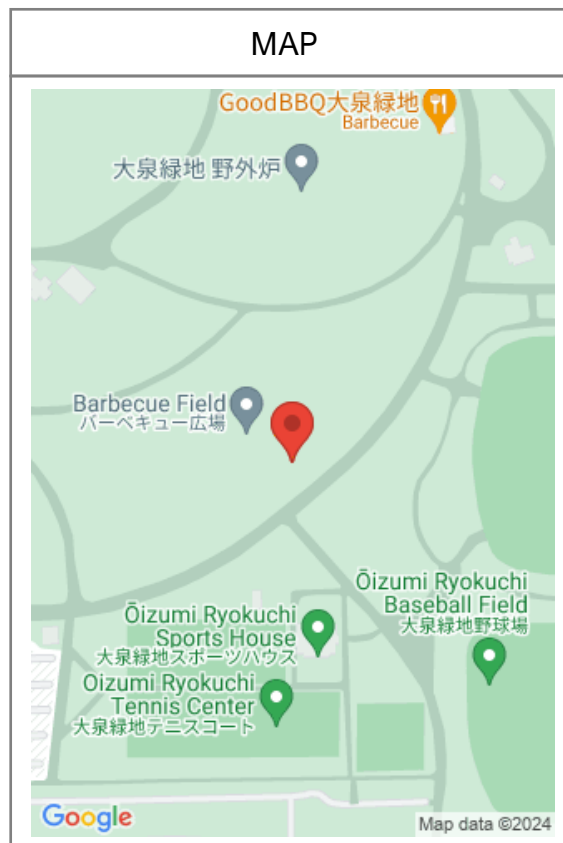 MAP
GoodBBQ大泉緑地
Barbecue
大泉緑地 野外炉
Barbecue Field
バーベキュー広場
Ōizumi Ryokuchi
Baseball Field
大泉緑地野球場
Ōizumi Ryokuchi
Sports House
大泉緑地スポーツハウス
Oizumi Ryokuchi
Tennis Center
大泉緑地テニスコート
Google
Map data ©2024